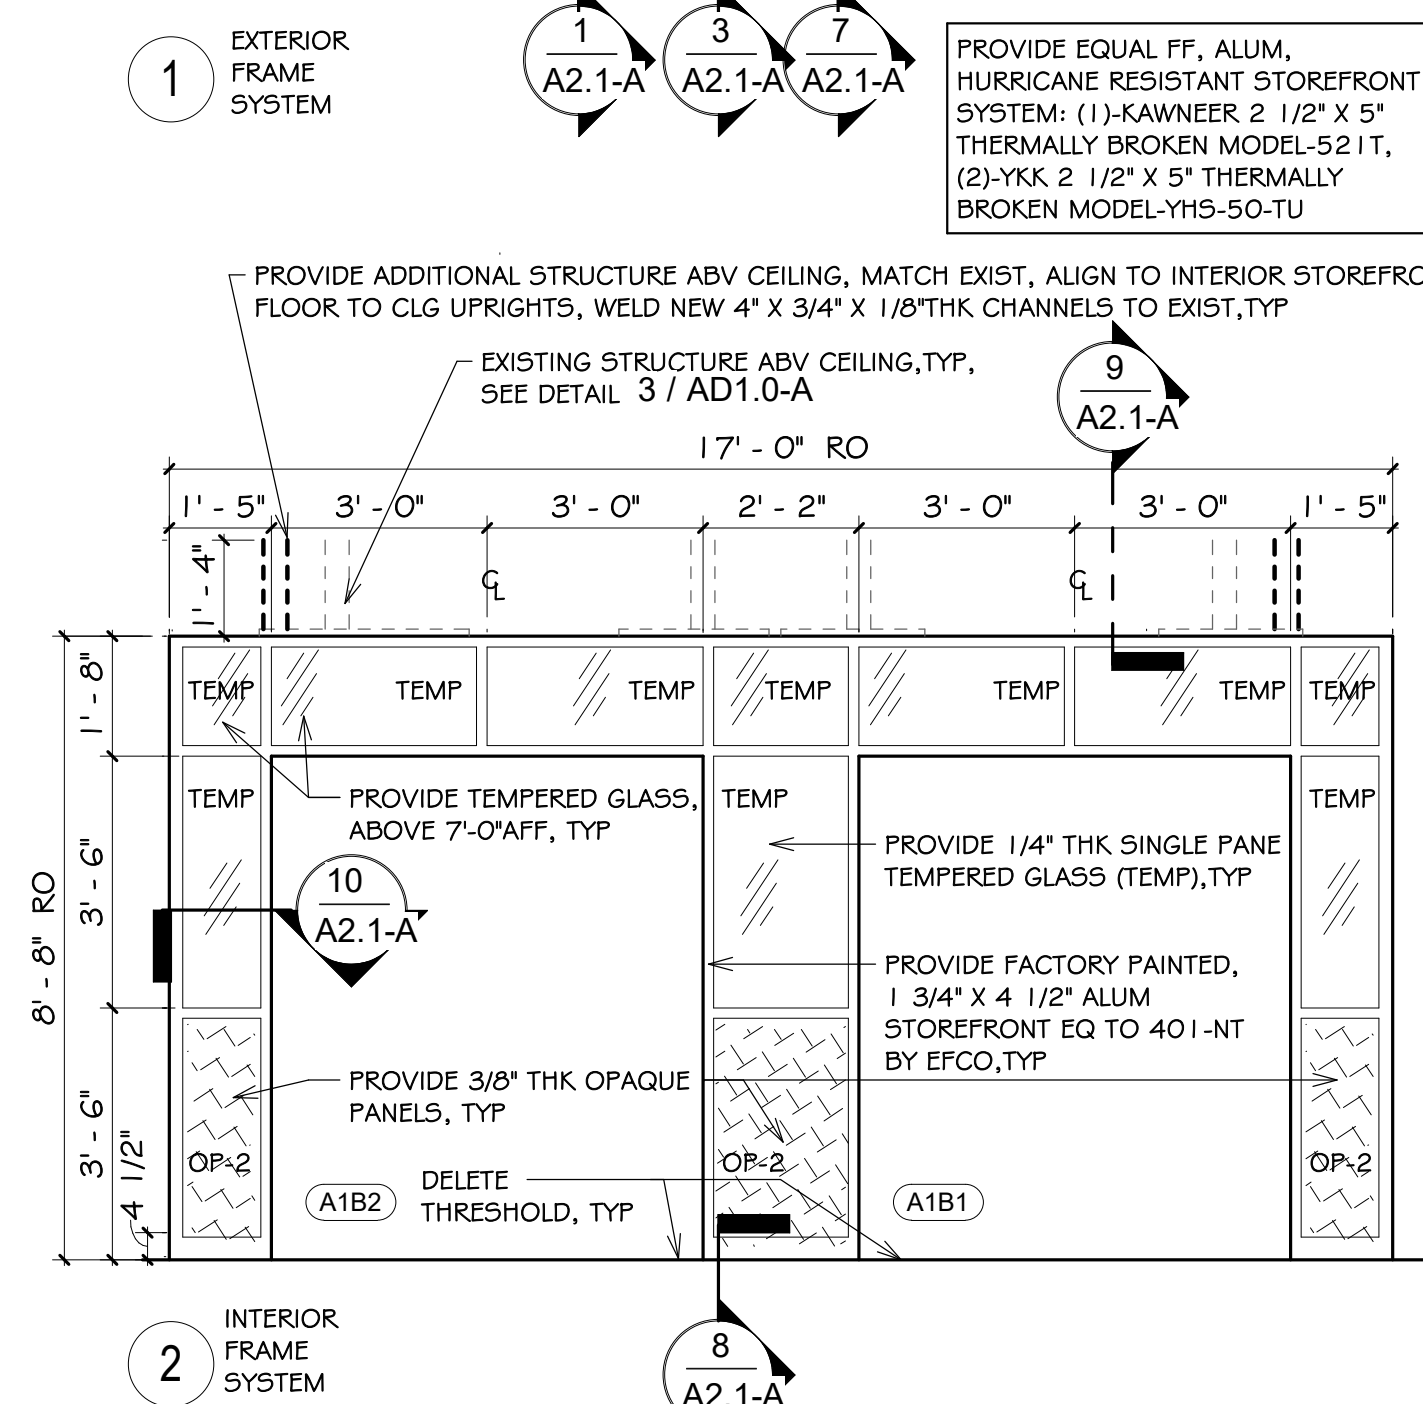 1
EXTERIOR
FRAME
SYSTEM
1
A2.1-A
3
A2.1-A
7
A2.1-A
PROVIDE EQUAL FF, ALUM,
HURRICANE RESISTANT STOREFRONT
SYSTEM: (1)-KAWNEER 2 1/2" X 5"
THERMALLY BROKEN MODEL-521T,
(2)-YKK 2 1/2" X 5" THERMALLY
BROKEN MODEL-YHS-50-TU
PROVIDE ADDITIONAL STRUCTURE ABV CEILING, MATCH EXIST, ALIGN TO INTERIOR STOREFRO
FLOOR TO CLG UPRIGHTS, WELD NEW 4" X 3/4" X 1/8"THK CHANNELS TO EXIST,TYP
EXISTING STRUCTURE ABV CEILING,TYP,
SEE DETAIL 3 / AD1.0-A
9
A2.1-A
17' - 0" RO
1' - 5"
3' - 0"
3' - 0"
2' - 2"
3' - 0"
3' - 0"
1' - 5"
1' - 4"
CL
CL
1' - 8"
TEMP
TEMP
TEMP
TEMP
TEMP
TEMP
TEMP
TEMP
PROVIDE TEMPERED GLASS,
ABOVE 7'-0"AFF, TYP
TEMP
TEMP
PROVIDE 1/4" THK SINGLE PANE
TEMPERED GLASS (TEMP),TYP
8' - 8" RO
3' - 6"
10
A2.1-A
PROVIDE FACTORY PAINTED,
1 3/4" X 4 1/2" ALUM
STOREFRONT EQ TO 401-NT
BY EFCO,TYP
PROVIDE 3/8" THK OPAQUE
PANELS, TYP
3' - 6"
4 1/2"
OP-2
OP-2
OP-2
A1B2
DELETE
THRESHOLD, TYP
A1B1
2
INTERIOR
FRAME
SYSTEM
8
A2.1-A